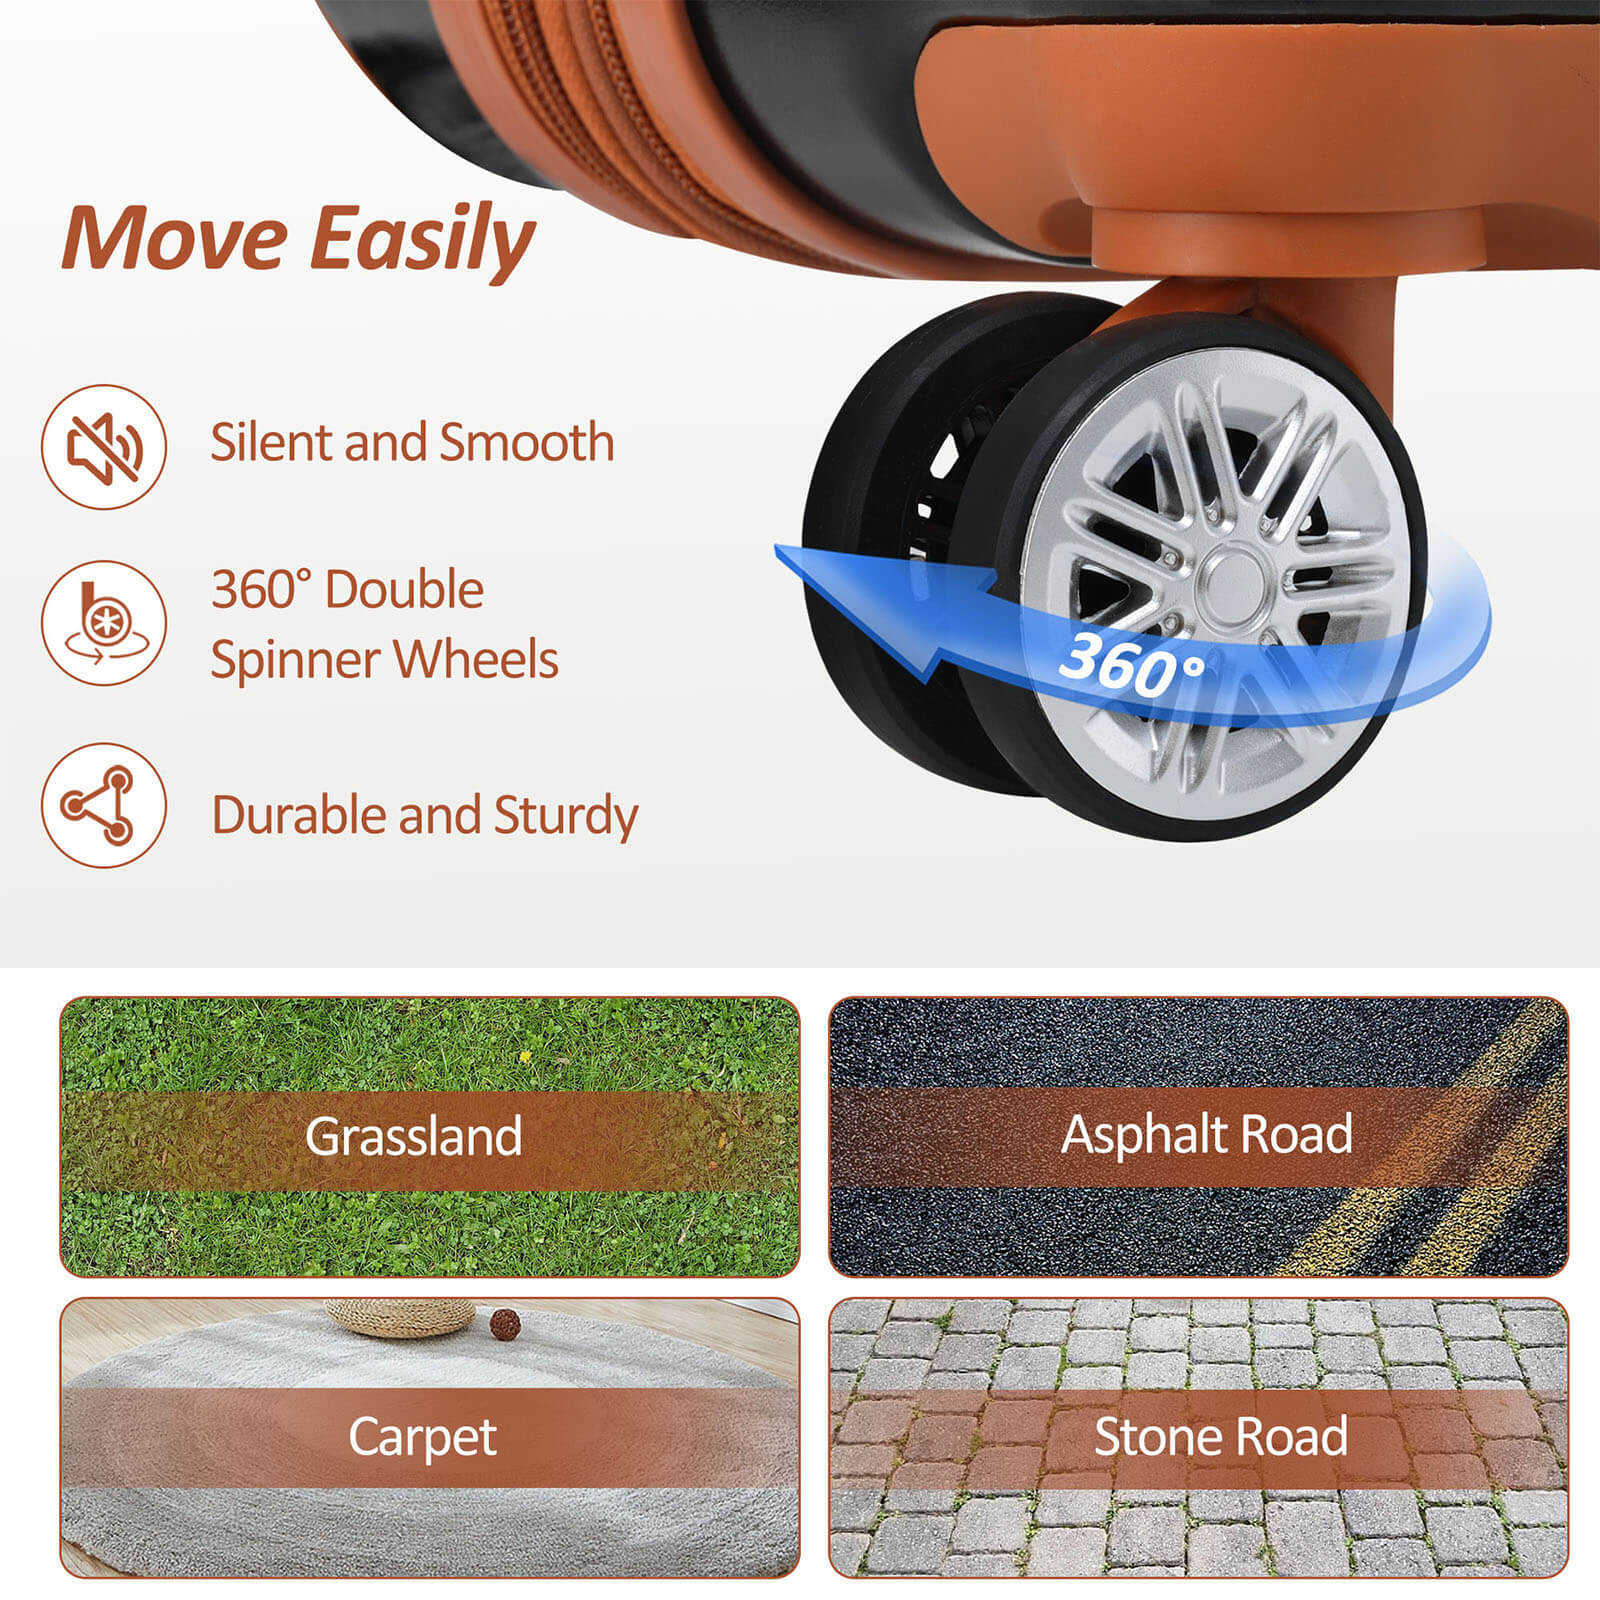 Move Easily
Silent and Smooth
360° Double
Spinner Wheels
Durable and Sturdy
360°
Grassland
Asphalt Road
Carpet
Stone Road